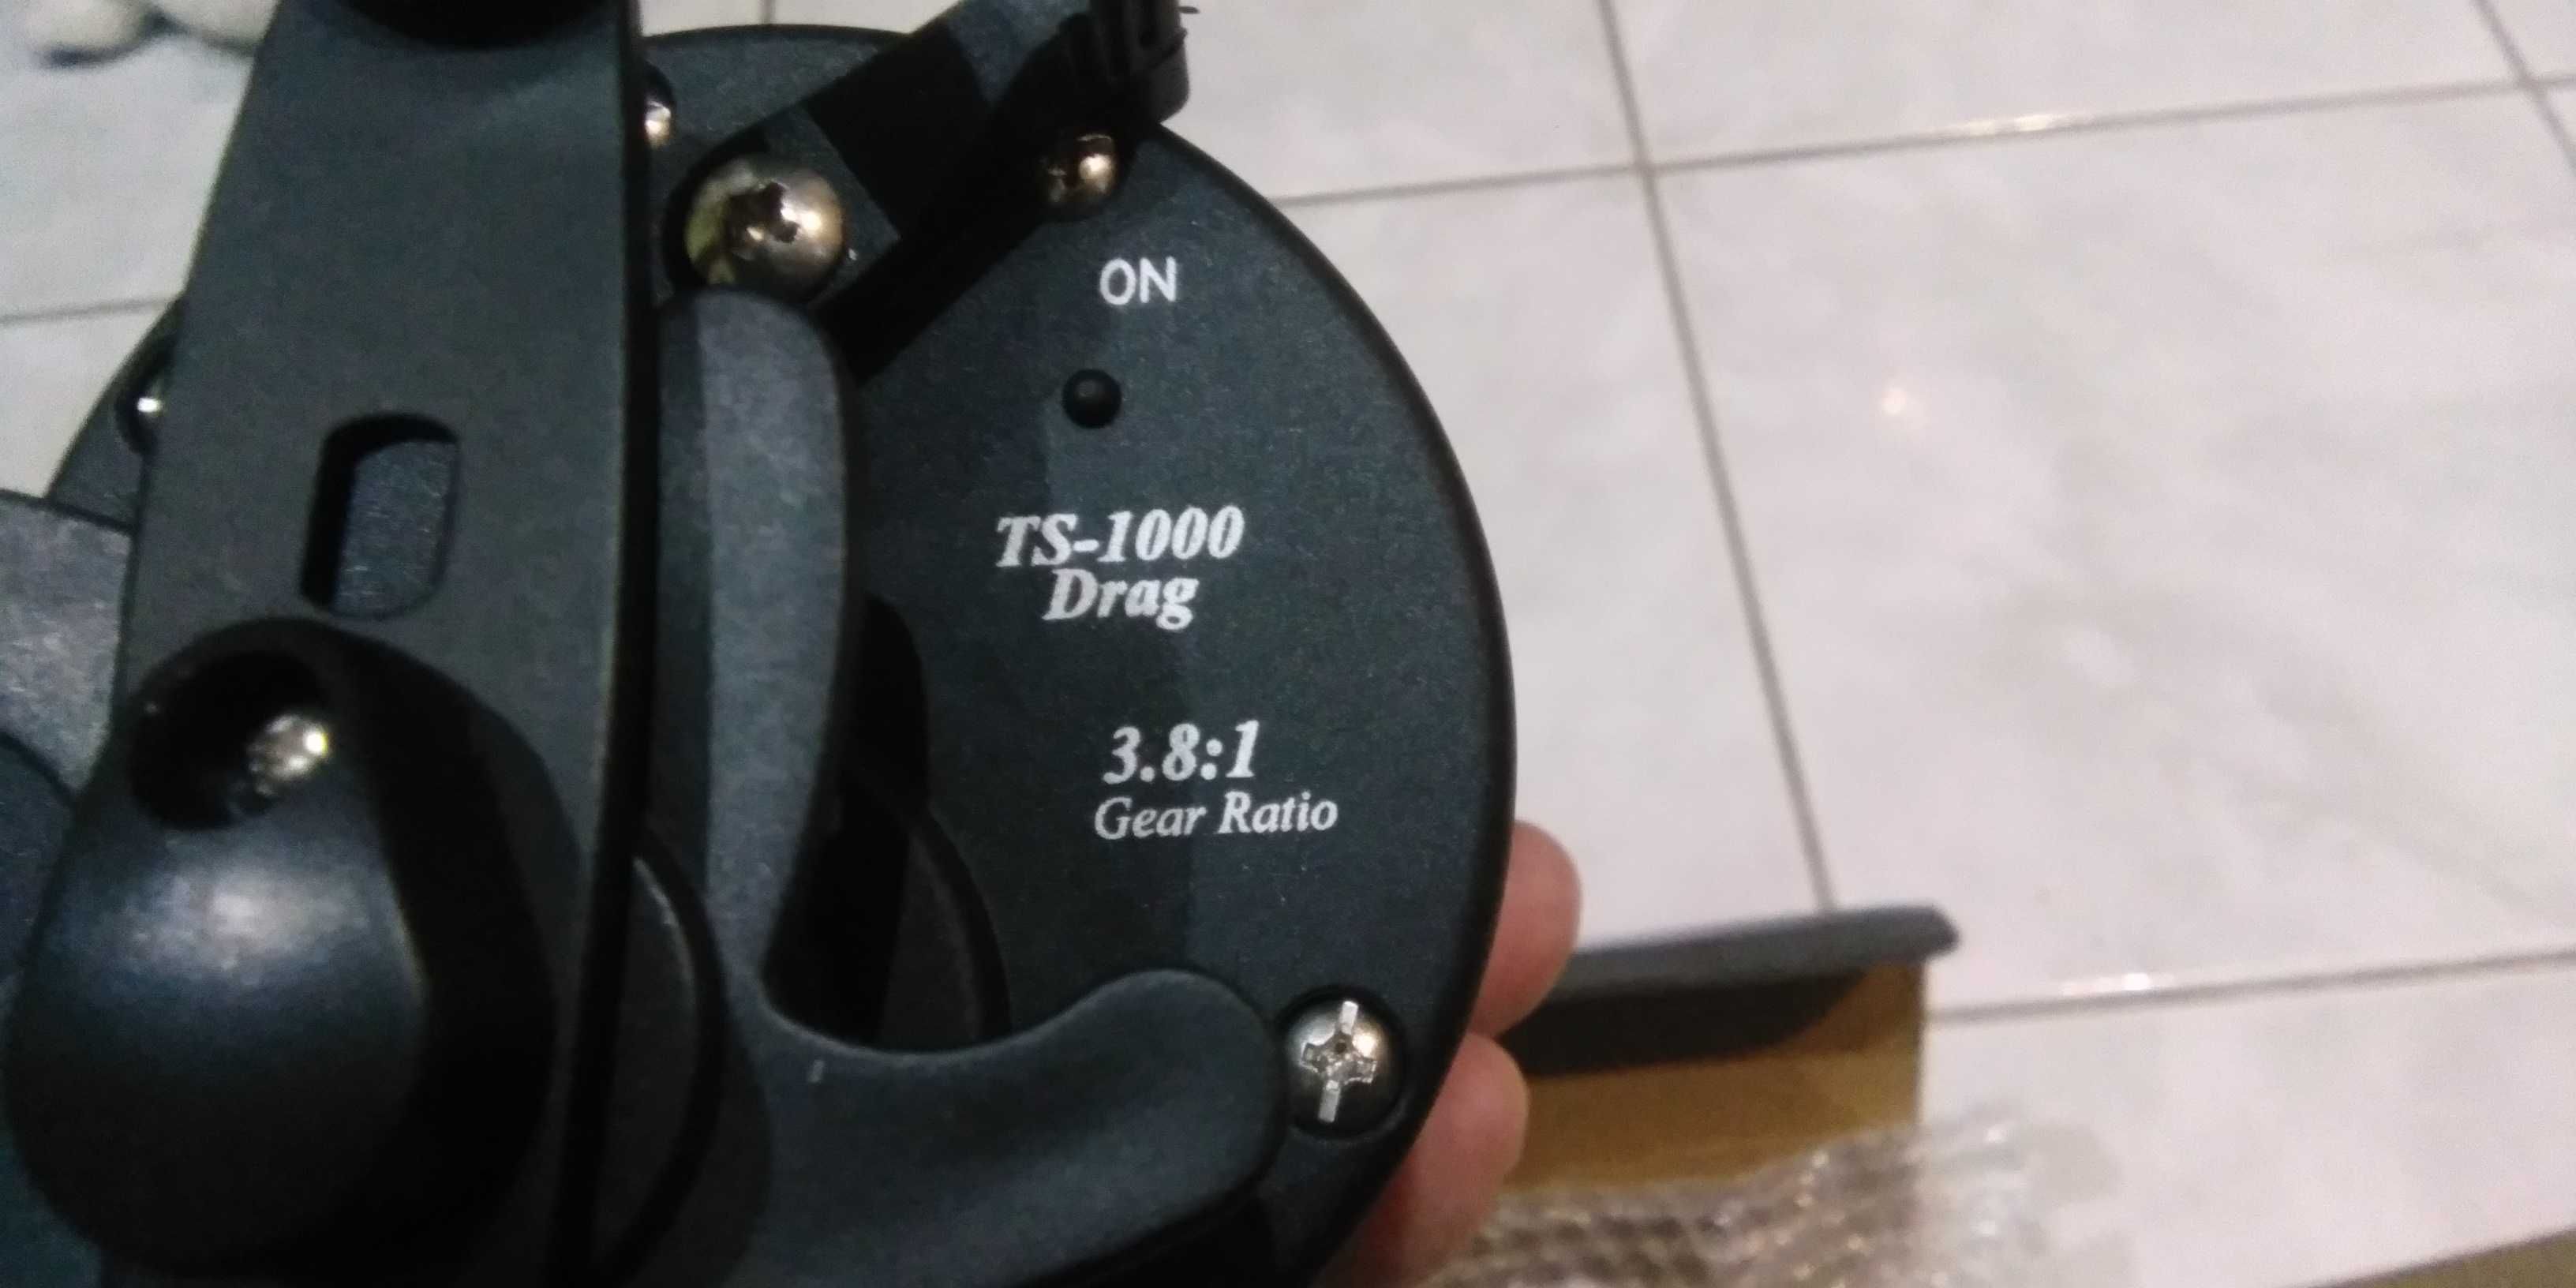 ON
TS-1000
Drag
3.8:1
Gear Ratio